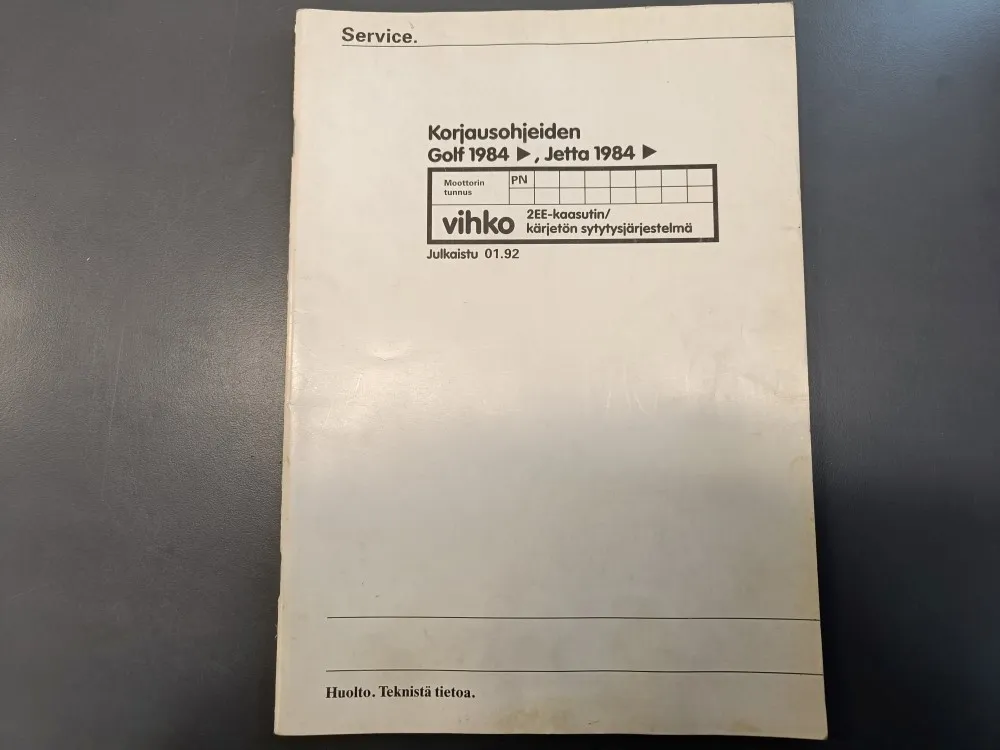 Service.
Korjausohjeiden
Golf 1984 ▶, Jetta 1984 ▶
Moottorin
tunnus
PN
vihko
2EE-kaasutin/
kärjetön sytytysjärjestelmä
Julkaistu 01.92
Huolto. Teknistä tietoa.